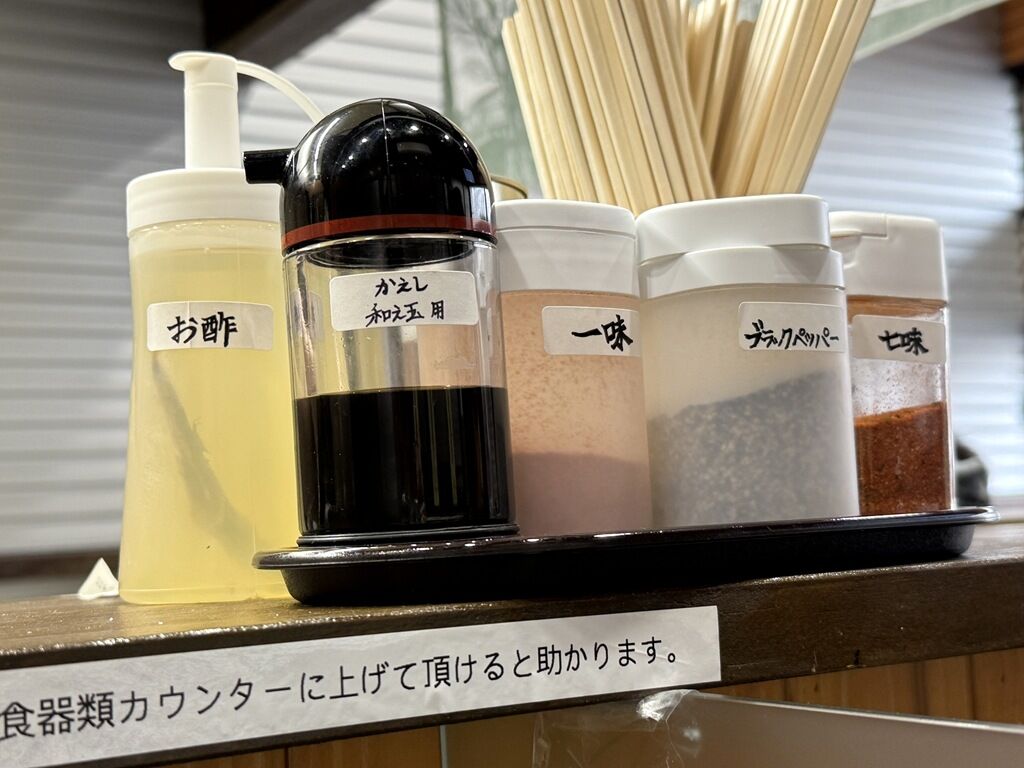 お酢
かえし
和え玉用
一味
ブラックペッパー
七味
食器類カウンターに上げて頂けると助かります。